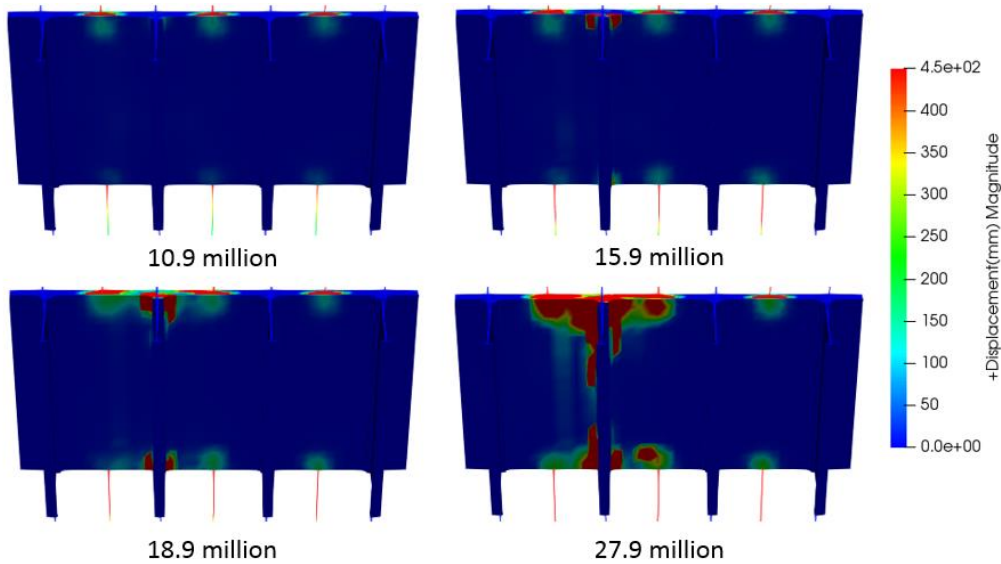 10.9 million
15.9 million
18.9 million
27.9 million
4.5e+02
400
350
300
250
200
150
100
50
0.0e+00
+Displacement(mm) Magnitude